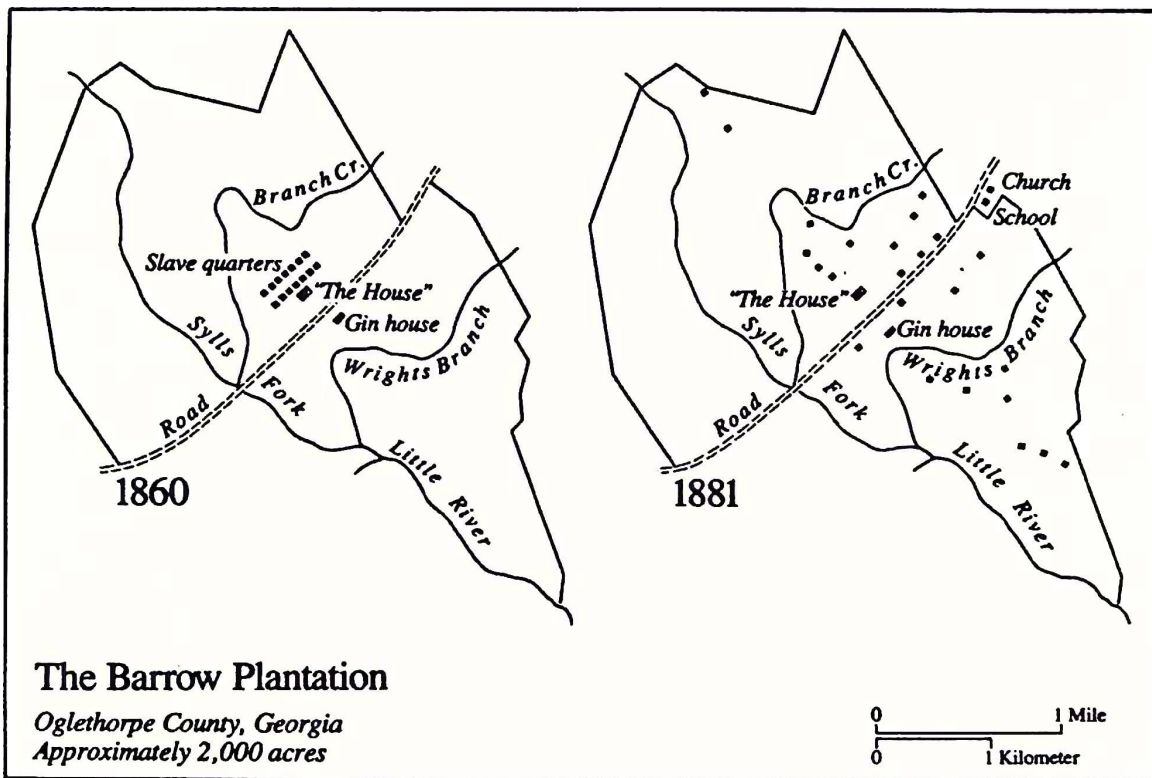 Branch Cr.
Slave quarters
"The House"
Gin house
Sylls
Fork
Wrights Branch
Road
Little
River
1860
Branch Cr.
Church
School
"The House"
Gin house
Sylls
Fork
Wrights Branch
Road
Little
River
1881
The Barrow Plantation
Oglethorpe County, Georgia
Approximately 2,000 acres
0 1 Mile
0 1 Kilometer